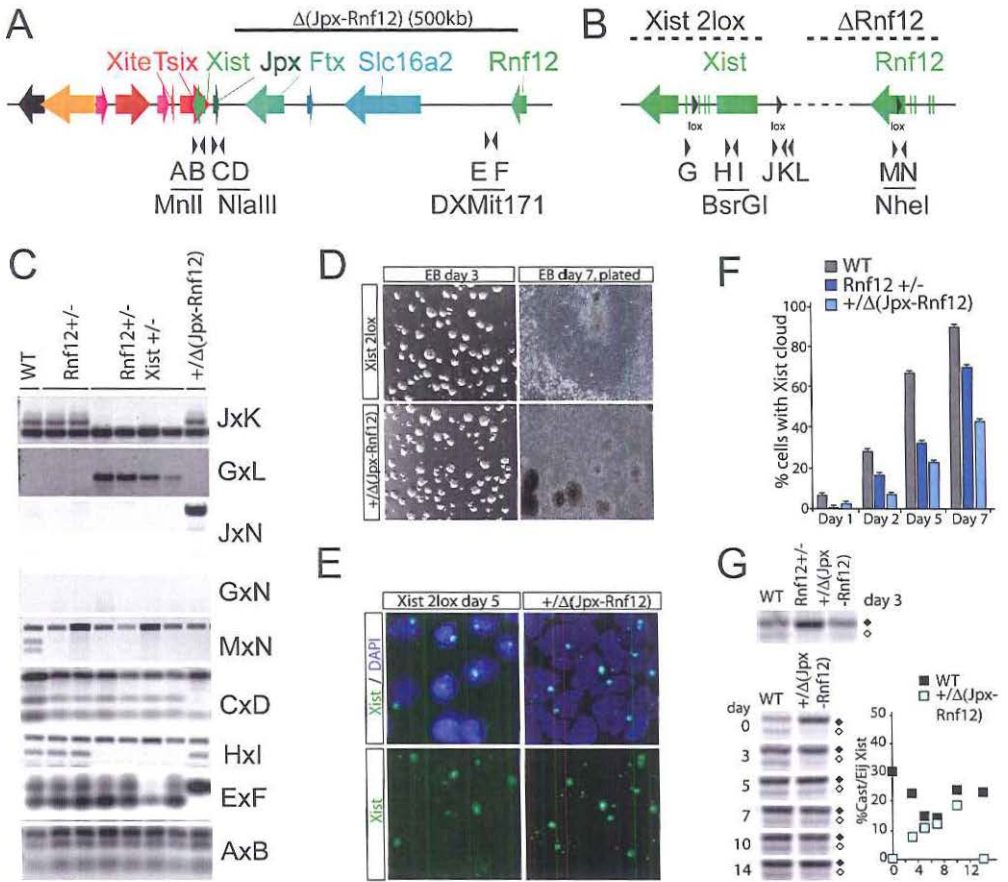 A
Δ(Jpx-Rnf12) (500kb)
Xite Tsix Xist Jpx Ftx Slc16a2 Rnf12
A B C D E F
MnlI NlaIII DXMit171
B
Xist 2lox ΔRnf12
Xist Rnf12
lox lox lox
G H I J K L M N
BsrGI NheI
C
WT
Rnf12+/-
Rnf12+/-
Xist +/-
+/Δ(Jpx-Rnf12)
JxK
GxL
JxN
GxN
MxN
CxD
HxI
ExF
AxB
D
EB day 3 EB day 7, plated
Xist 2lox
+/Δ(Jpx-Rnf12)
E
Xist 2lox day 5 +/Δ(Jpx-Rnf12)
Xist / DAPI
Xist
F
WT
Rnf12 +/-
+/Δ(Jpx-Rnf12)
% cells with Xist cloud
100
80
60
40
20
Day 1 Day 2 Day 5 Day 7
G
WT
Rnf12+/-
+/Δ(Jpx
-Rnf12)
day 3
WT
+/Δ(Jpx
-Rnf12)
day
0
3
5
7
10
14
WT
+/Δ(Jpx-
Rnf12)
%Cast/Eij Xist
50
40
30
20
10
0
0 4 8 12